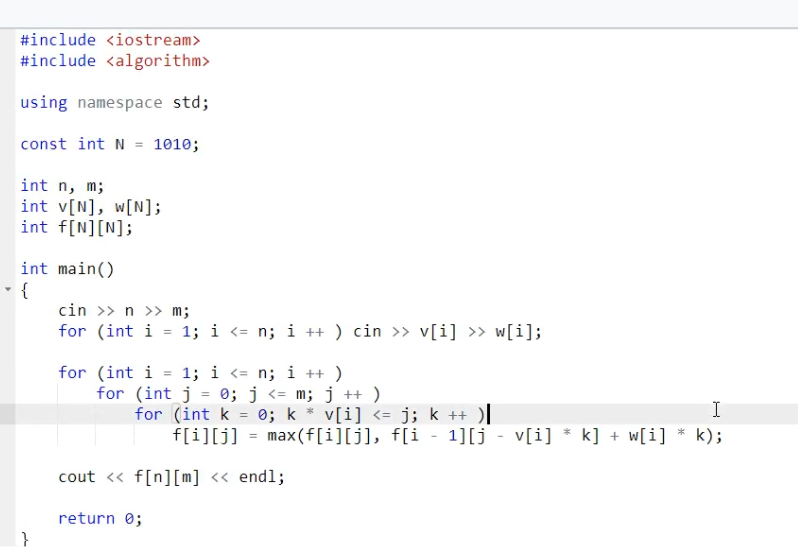 #include <iostream>
#include <algorithm>
using namespace std;
const int N = 1010;
int n, m;
int v[N], w[N];
int f[N][N];
int main()
{
    cin >> n >> m;
    for (int i = 1; i <= n; i ++ ) cin >> v[i] >> w[i];
    for (int i = 1; i <= n; i ++ )
        for (int j = 0; j <= m; j ++ )
            for (int k = 0; k * v[i] <= j; k ++ )
                f[i][j] = max(f[i][j], f[i - 1][j - v[i] * k] + w[i] * k);
    cout << f[n][m] << endl;
    return 0;
}